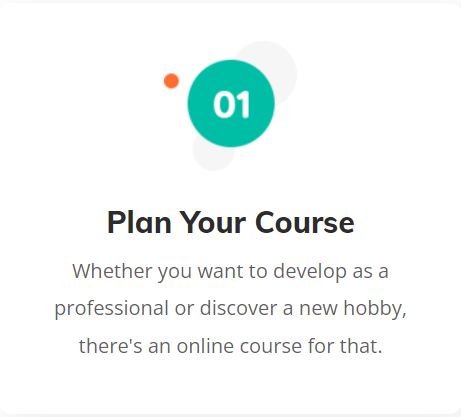 01
Plan Your Course
Whether you want to develop as a
professional or discover a new hobby,
there's an online course for that.